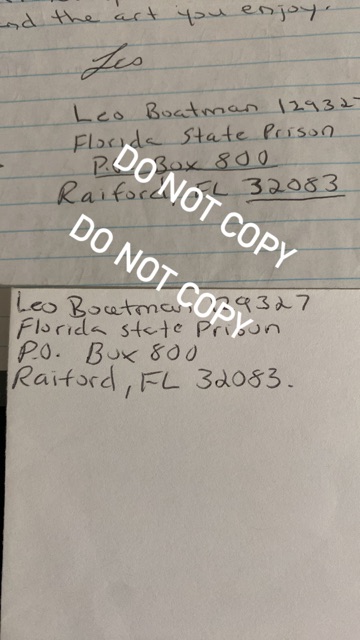 nd the art you enjoy.
Leo
Leo Boatman 129327
Florida State Prison
P.O. Box 800
Raiford, FL 32083
DO NOT COPY
DO NOT COPY
Leo Boatman 129327
Florida State Prison
P.O. Box 800
Raiford, FL 32083.